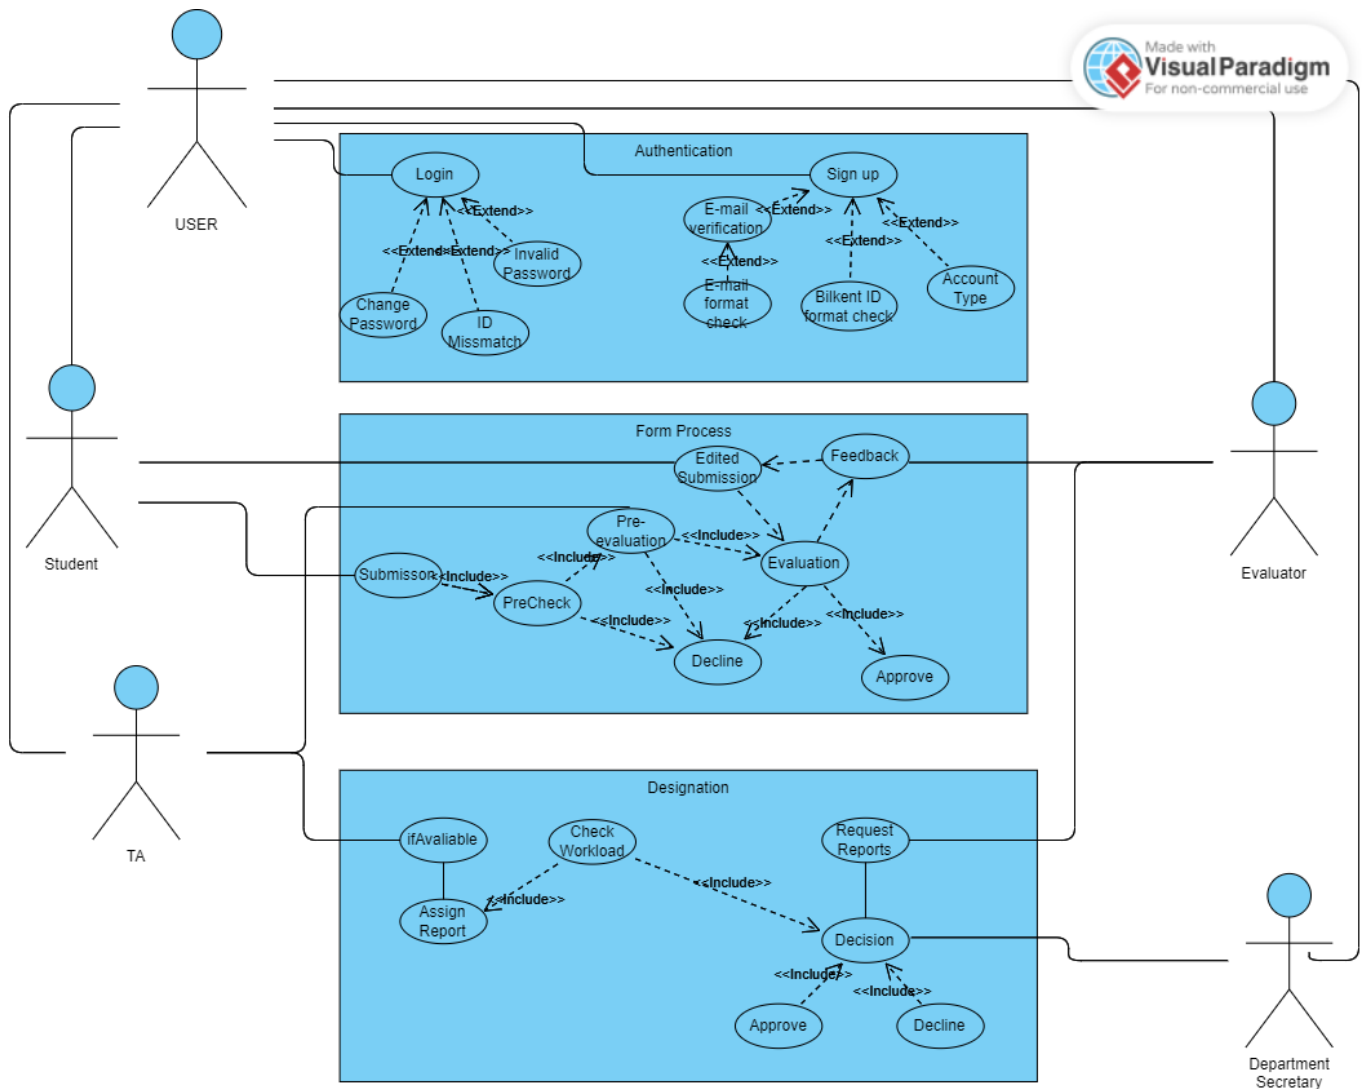 Made with
Visual Paradigm
For non-commercial use
USER
Authentication
Login
Sign up
<<Extend>>
E-mail
verification
<<Extend>>
<<Extend>>
<<Extend>>
Invalid
Password
<<Extend>>
<<Extend>>
<<Extend>>
Change
Password
ID
Missmatch
E-mail
format
check
Bilkent ID
format check
Account
Type
Student
Form Process
Edited
Submission
Feedback
Pre-
evaluation
<<Include>>
<<Include>>
Evaluation
Submisson
<<Include>>
PreCheck
<<Include>>
<<Include>>
<<Include>>
<<Include>>
Decline
Approve
Evaluator
TA
Designation
ifAvaliable
Check
Workload
Request
Reports
<<Include>>
<<Include>>
Assign
Report
Decision
<<Include>>
<<Include>>
Approve
Decline
Department
Secretary